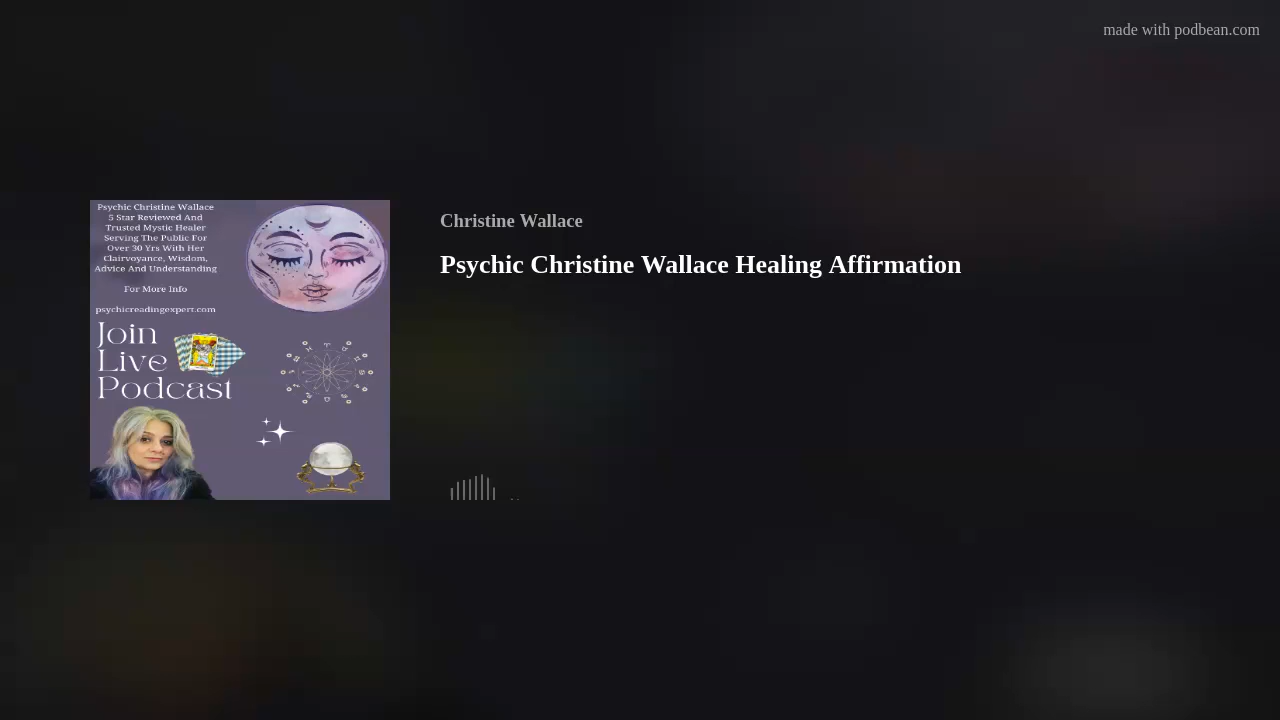 made with podbean.com
Psychic Christine Wallace
5 Star Reviewed And
Trusted Mystic Healer
Serving The Public For
Over 30 Yrs With Her
Clairvoyance, Wisdom,
Advice And Understanding
For More Info
psychicreadingexpert.com
Join
Live
Podcast
Christine Wallace
Psychic Christine Wallace Healing Affirmation